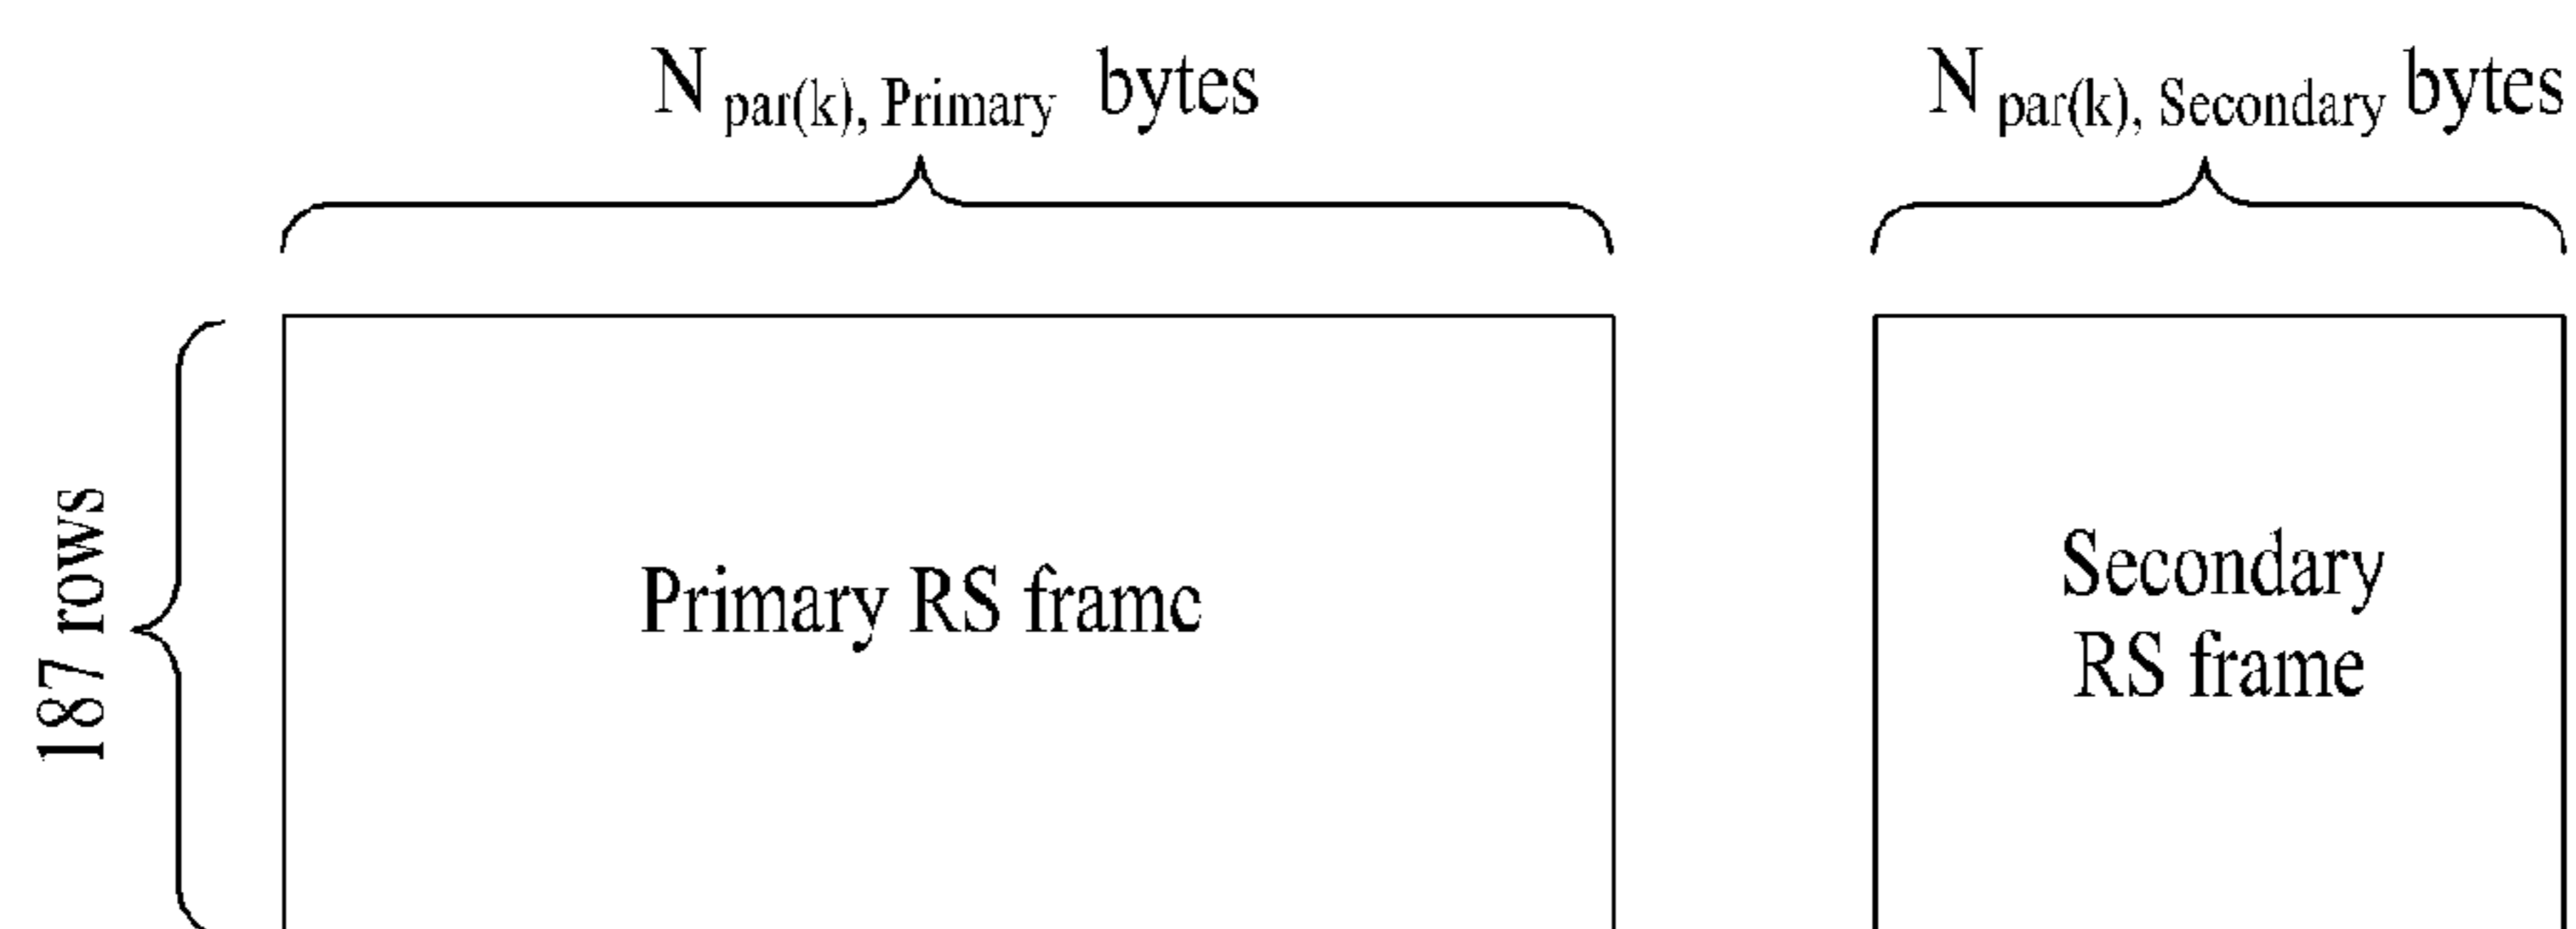 N par(k), Primary bytes
N par(k), Secondary bytes
187 rows
Primary RS frame
Secondary
RS frame